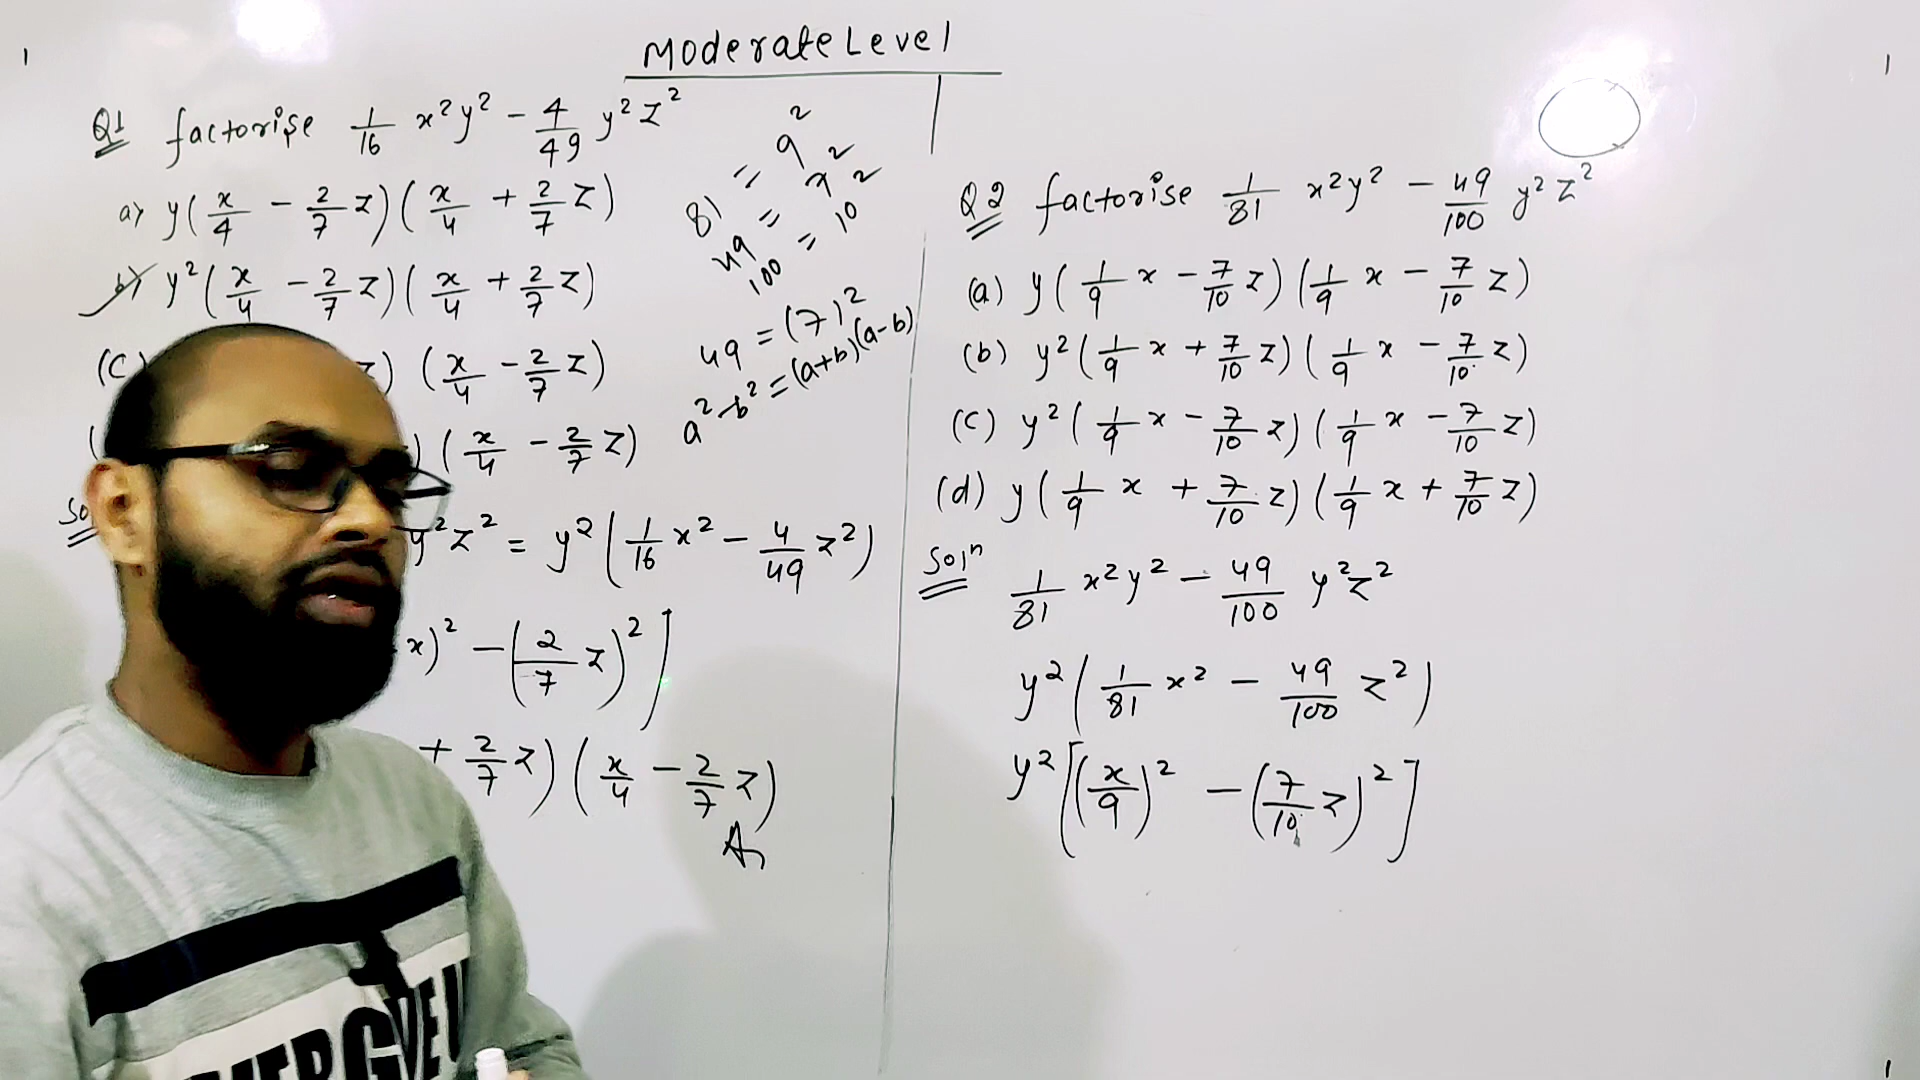 Moderate Level
Q1 factorise 1/16 x²y² - 4/49 y²z²
a) y(x/4 - 2/7 z)(x/4 + 2/7 z)
b) y²(x/4 - 2/7 z)(x/4 + 2/7 z)
(c) z)(x/4 - 2/7 z)
( )(x/4 - 2/7 z)
So
y²z² = y²(1/16 x² - 4/49 z²)
x)² - (2/7 z)²]
+ 2/7 z)(x/4 - 2/7 z)
81 = 9²
49 = 7²
100 = 10²
49 = (7)²
a² - b² = (a+b)(a-b)
Q2 factorise 1/81 x²y² - 49/100 y²z²
(a) y(1/9 x - 7/10 z)(1/9 x - 7/10 z)
(b) y²(1/9 x + 7/10 z)(1/9 x - 7/10 z)
(c) y²(1/9 x - 7/10 z)(1/9 x - 7/10 z)
(d) y(1/9 x + 7/10 z)(1/9 x + 7/10 z)
Solⁿ
1/81 x²y² - 49/100 y²z²
y²(1/81 x² - 49/100 z²)
y²[(x/9)² - (7/10 z)²]